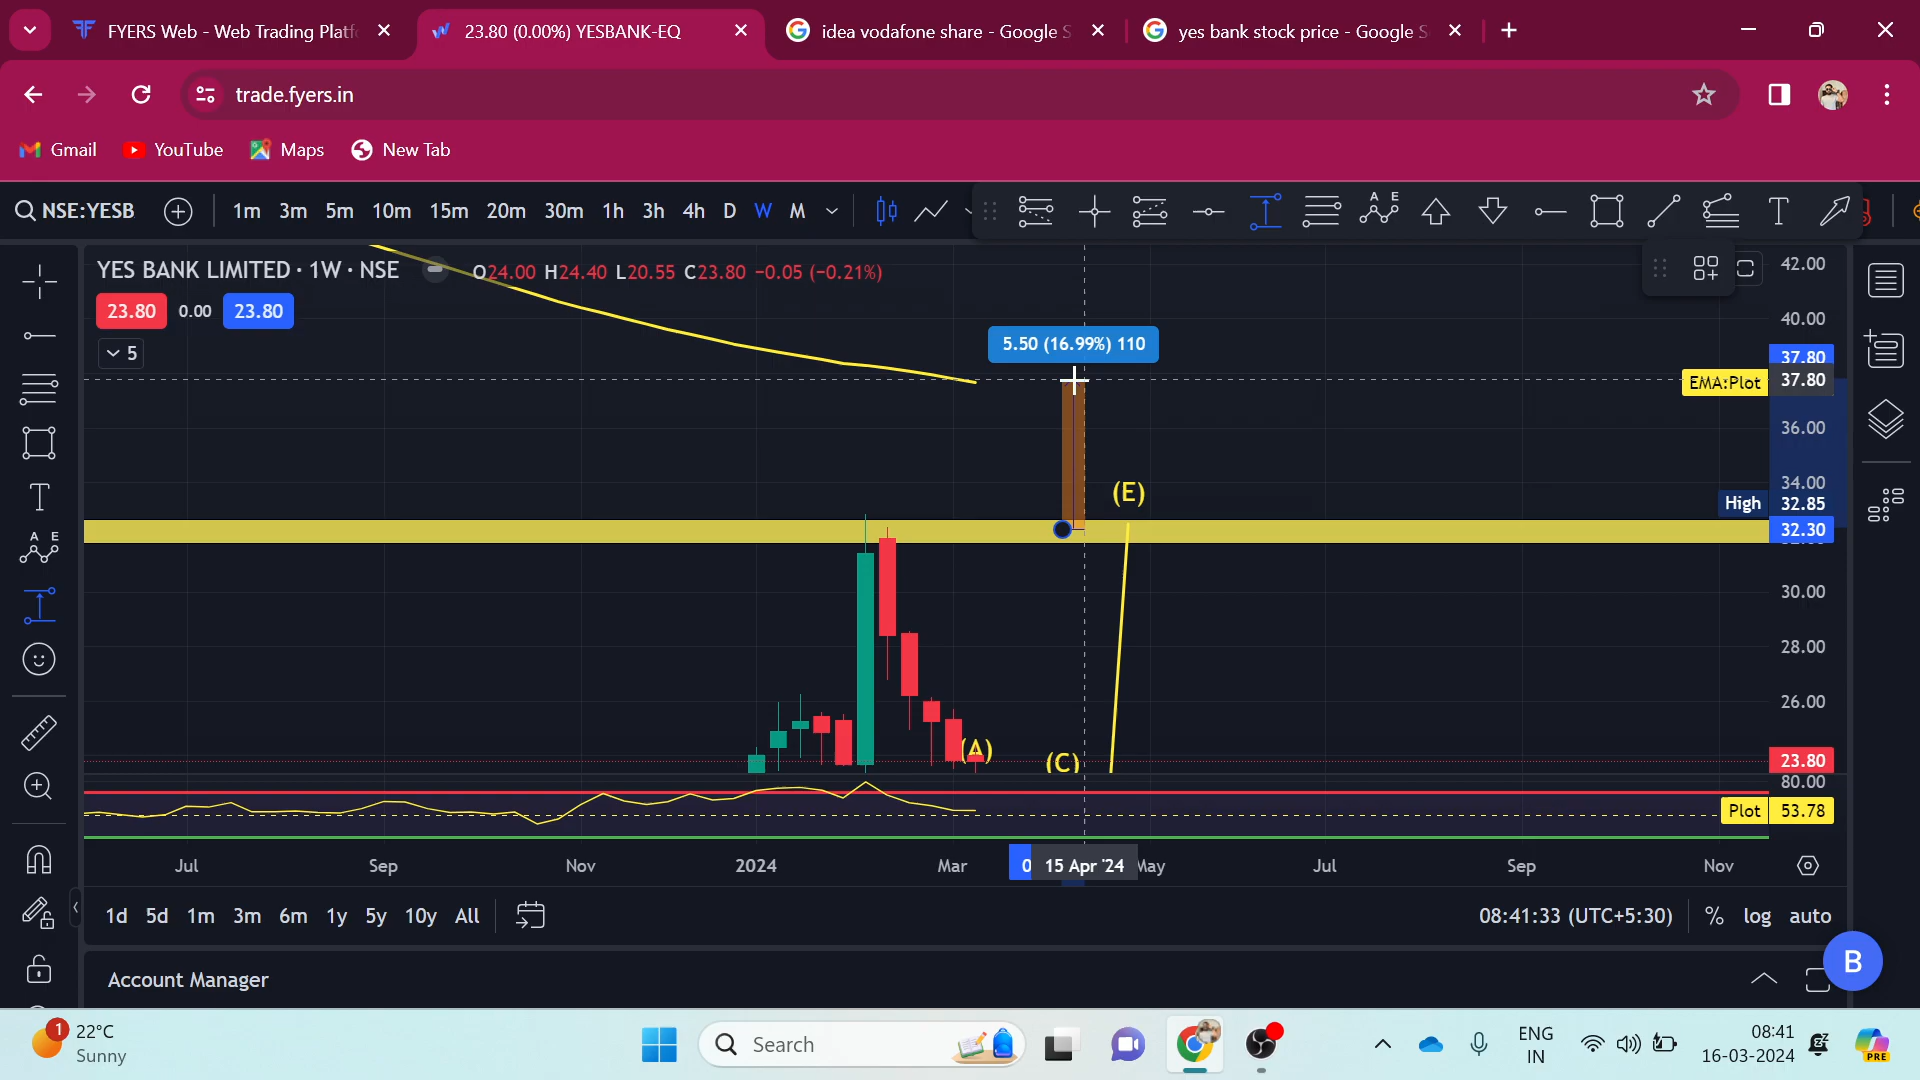 FYERS Web - Web Trading Platf
23.80 (0.00%) YESBANK-EQ
idea vodafone share - Google S
yes bank stock price - Google S
trade.fyers.in
Gmail
YouTube
Maps
New Tab
NSE:YESB
1m 3m 5m 10m 15m 20m 30m 1h 3h 4h D W M
YES BANK LIMITED · 1W · NSE
O24.00 H24.40 L20.55 C23.80 −0.05 (−0.21%)
23.80 0.00 23.80
5
5.50 (16.99%) 110
42.00
40.00
37.80
EMA:Plot 37.80
36.00
34.00
High 32.85
32.30
30.00
28.00
26.00
23.80
80.00
Plot 53.78
(E)
(A)
(C)
Jul Sep Nov 2024 Mar 0 15 Apr '24 May Jul Sep Nov
1d 5d 1m 3m 6m 1y 5y 10y All
08:41:33 (UTC+5:30) % log auto
B
Account Manager
1
22°C
Sunny
Search
ENG
IN
08:41
16-03-2024
PRE